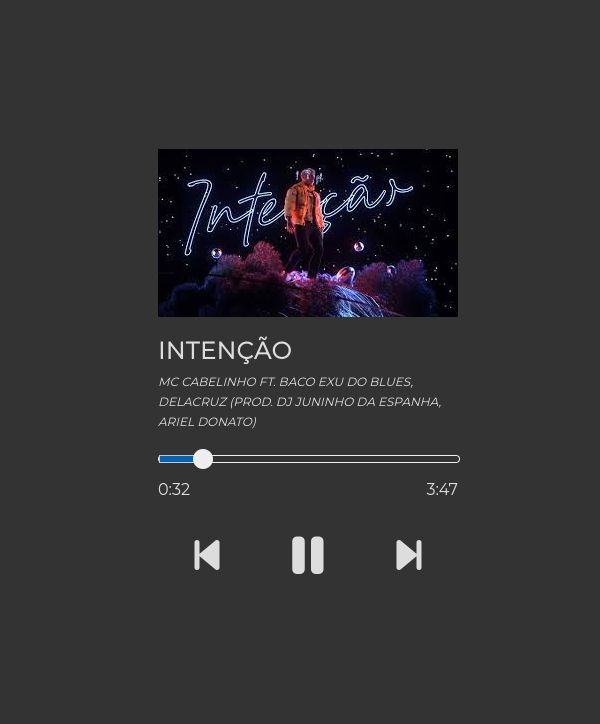 Intenção
INTENÇÃO
MC CABELINHO FT. BACO EXU DO BLUES,
DELACRUZ (PROD. DJ JUNINHO DA ESPANHA,
ARIEL DONATO)
0:32 3:47